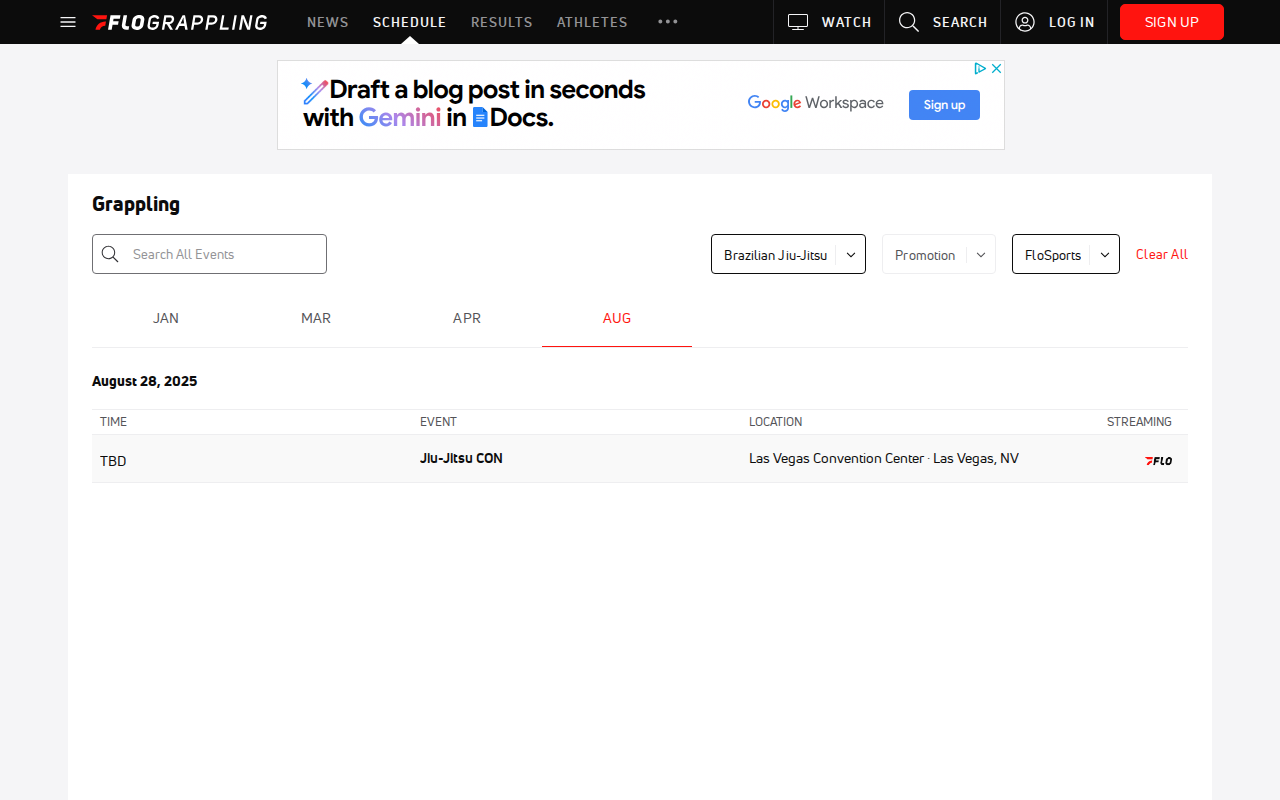 FLOGRAPPLING NEWS SCHEDULE RESULTS ATHLETES WATCH SEARCH LOG IN SIGN UP
Draft a blog post in seconds
with Gemini in Docs.
Google Workspace
Sign up
Grappling
Search All Events
Brazilian Jiu-Jitsu
Promotion
FloSports
Clear All
JAN MAR APR AUG
August 28, 2025
TIME EVENT LOCATION STREAMING
TBD Jiu-Jitsu CON Las Vegas Convention Center · Las Vegas, NV FLO